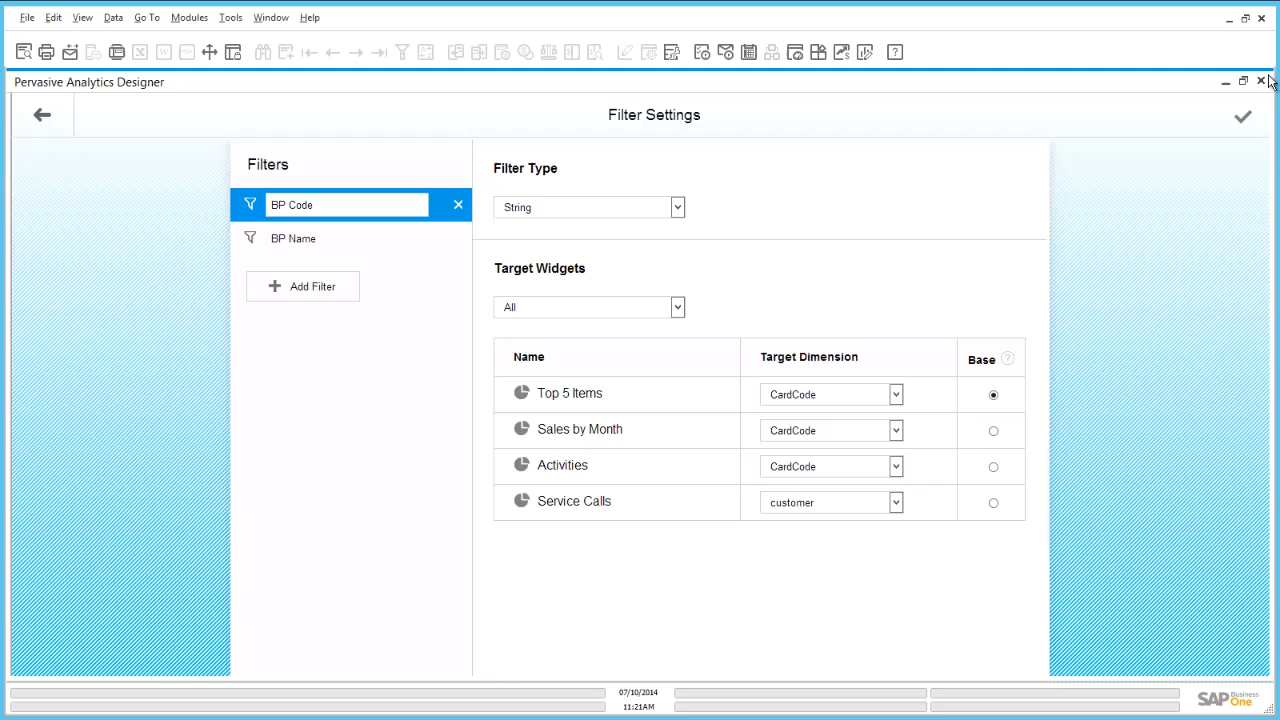 File Edit View Data Go To Modules Tools Window Help
Pervasive Analytics Designer
Filter Settings
Filters
BP Code
BP Name
Add Filter
Filter Type
String
Target Widgets
All
Name Target Dimension Base ?
Top 5 Items CardCode
Sales by Month CardCode
Activities CardCode
Service Calls customer
07/10/2014
11:21AM
SAP Business One